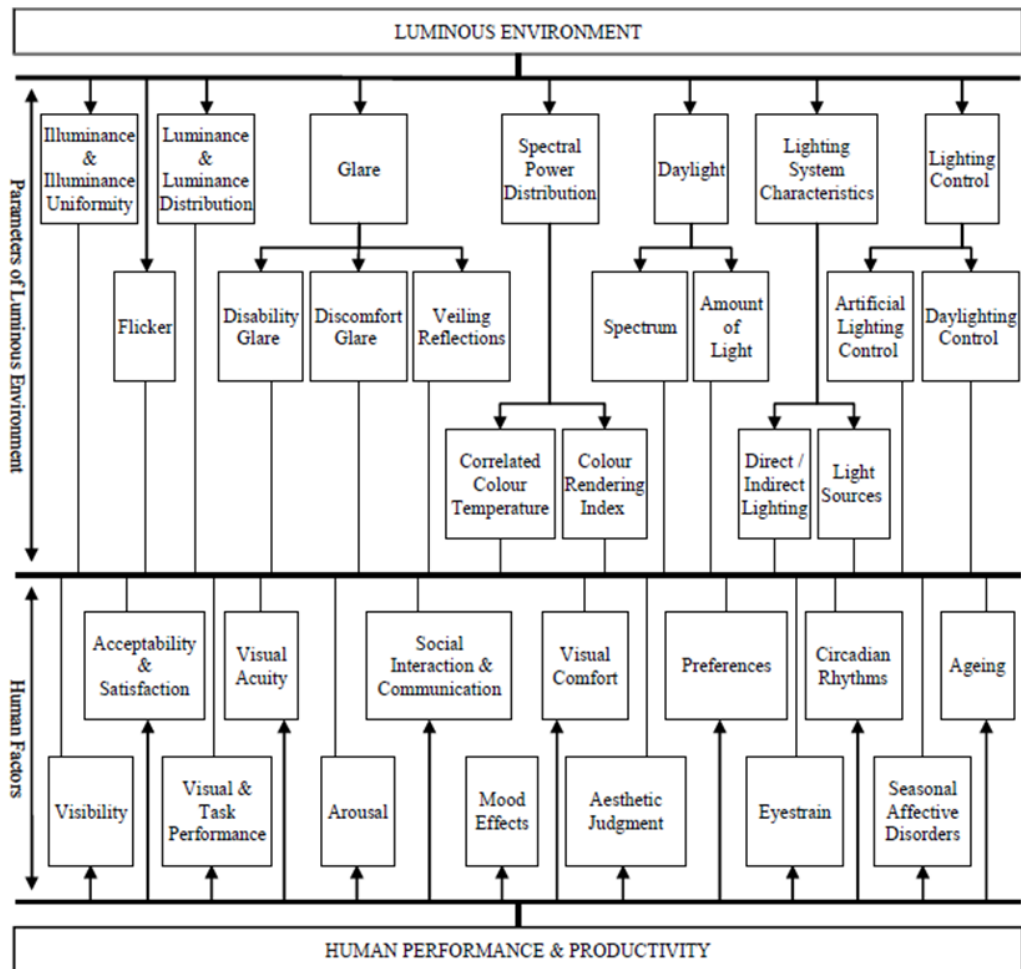 LUMINOUS ENVIRONMENT
Parameters of Luminous Environment
Illuminance
&
Illuminance
Uniformity
Luminance
&
Luminance
Distribution
Glare
Spectral
Power
Distribution
Daylight
Lighting
System
Characteristics
Lighting
Control
Flicker
Disability
Glare
Discomfort
Glare
Veiling
Reflections
Spectrum
Amount
of
Light
Artificial
Lighting
Control
Daylighting
Control
Correlated
Colour
Temperature
Colour
Rendering
Index
Direct /
Indirect
Lighting
Light
Sources
Human Factors
Acceptability
&
Satisfaction
Visual
Acuity
Social
Interaction &
Communication
Visual
Comfort
Preferences
Circadian
Rhythms
Ageing
Visibility
Visual &
Task
Performance
Arousal
Mood
Effects
Aesthetic
Judgment
Eyestrain
Seasonal
Affective
Disorders
HUMAN PERFORMANCE & PRODUCTIVITY